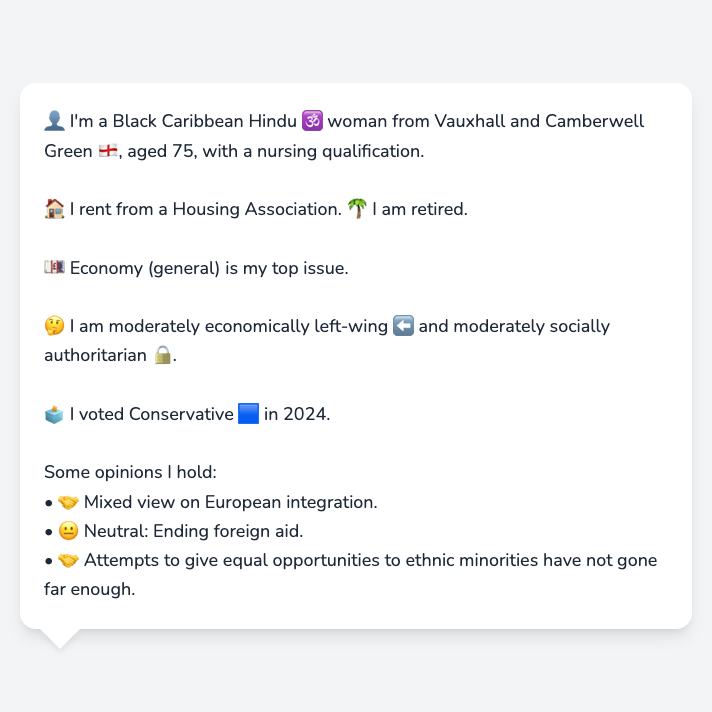 👤 I'm a Black Caribbean Hindu 🕉️ woman from Vauxhall and Camberwell
Green 🏴󠁧󠁢󠁥󠁮󠁧󠁿, aged 75, with a nursing qualification.
🏠 I rent from a Housing Association. 🌴 I am retired.
💷 Economy (general) is my top issue.
🤔 I am moderately economically left-wing ⬅️ and moderately socially
authoritarian 🔒.
🗳️ I voted Conservative 🟦 in 2024.
Some opinions I hold:
• 🤝 Mixed view on European integration.
• 😐 Neutral: Ending foreign aid.
• 🤝 Attempts to give equal opportunities to ethnic minorities have not gone
far enough.